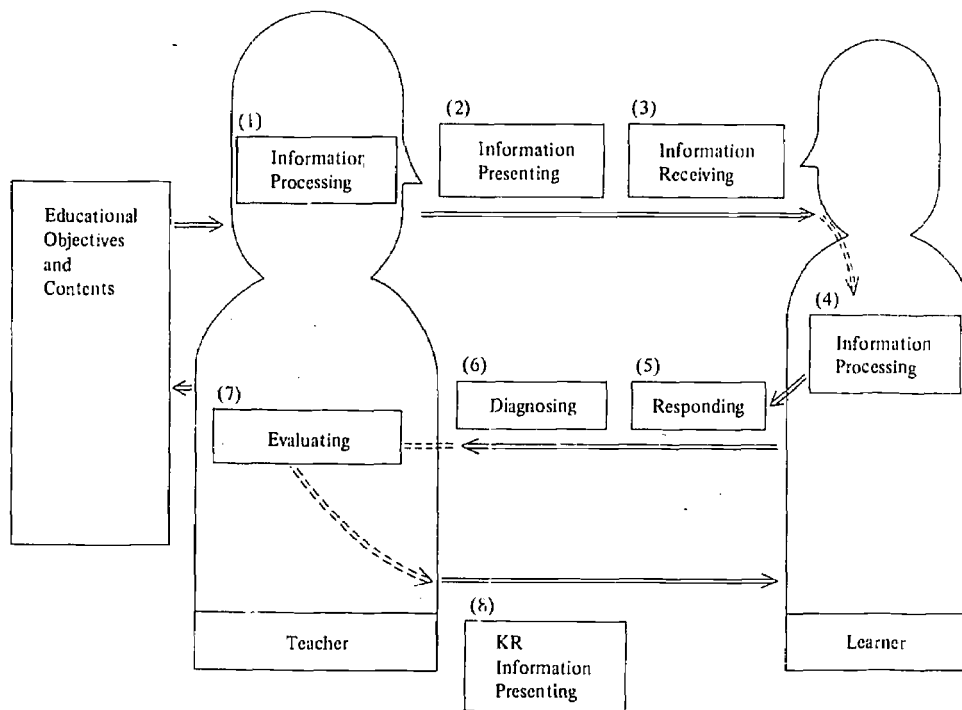 (1)
Information
Processing
(2)
Information
Presenting
(3)
Information
Receiving
Educational
Objectives
and
Contents
(4)
Information
Processing
(5)
Responding
(6)
Diagnosing
(7)
Evaluating
(8)
KR
Information
Presenting
Teacher
Learner